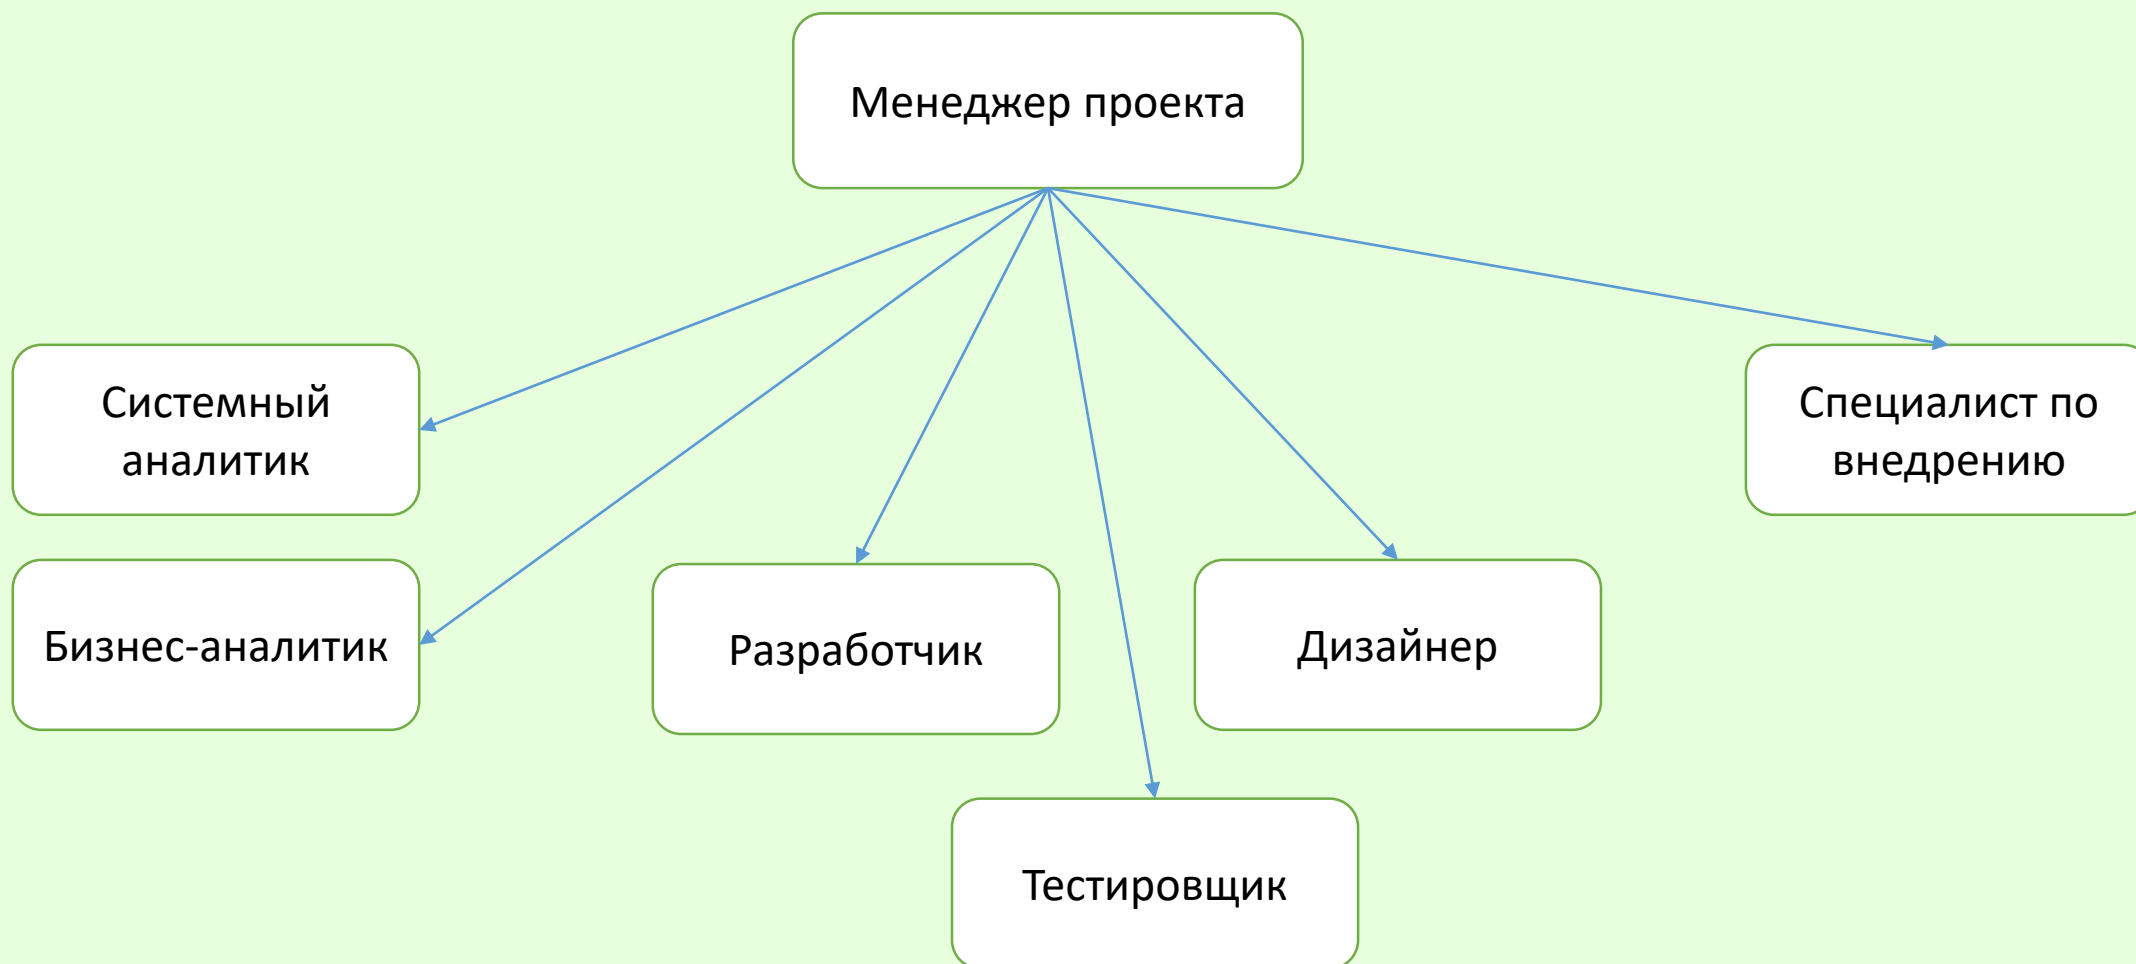 Менеджер проекта
Системный
аналитик
Специалист по
внедрению
Бизнес-аналитик
Разработчик
Дизайнер
Тестировщик